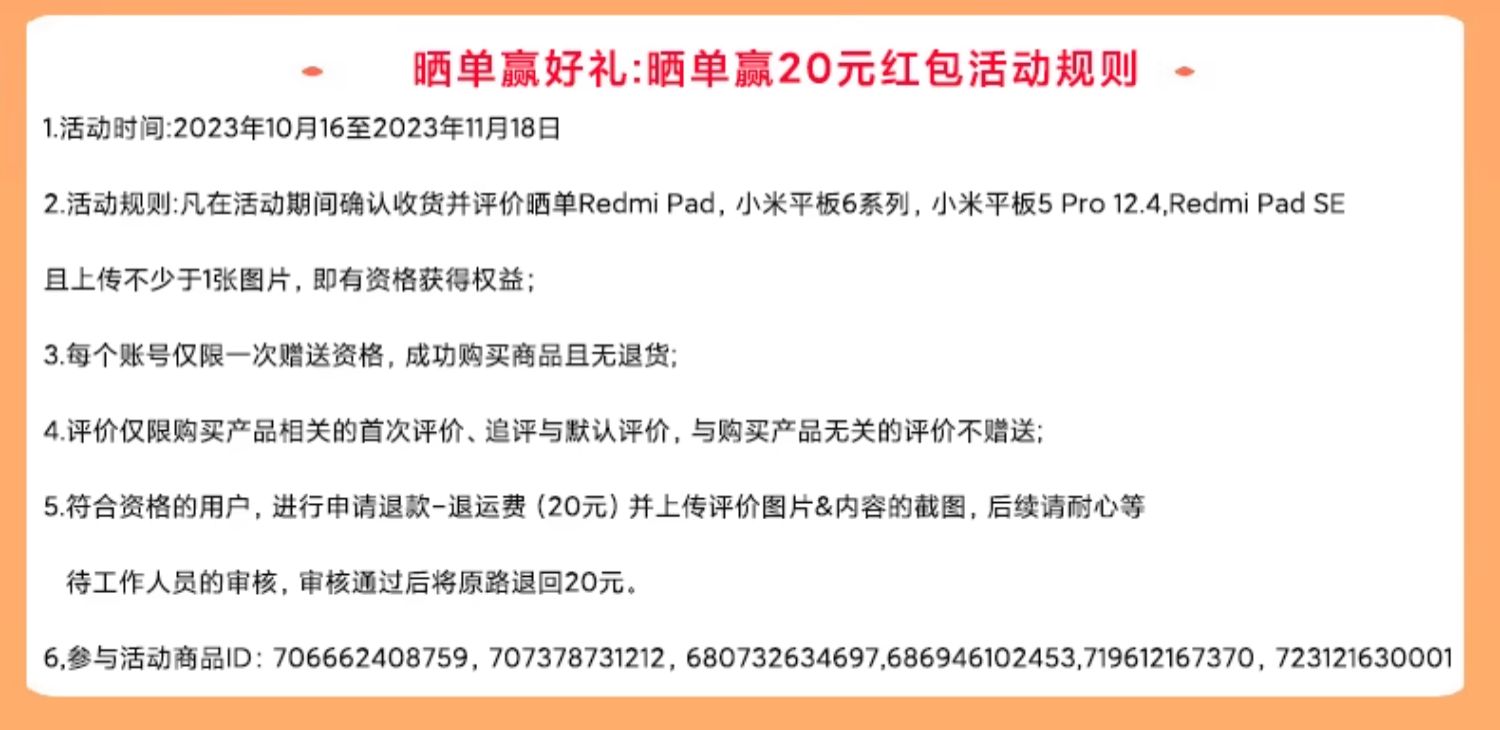 晒单赢好礼:晒单赢20元红包活动规则
1.活动时间:2023年10月16至2023年11月18日
2.活动规则:凡在活动期间确认收货并评价晒单Redmi Pad，小米平板6系列，小米平板5 Pro 12.4,Redmi Pad SE
且上传不少于1张图片，即有资格获得权益；
3.每个账号仅限一次赠送资格，成功购买商品且无退货;
4.评价仅限购买产品相关的首次评价、追评与默认评价，与购买产品无关的评价不赠送;
5.符合资格的用户，进行申请退款-退运费（20元）并上传评价图片&内容的截图，后续请耐心等
待工作人员的审核，审核通过后将原路退回20元。
6,参与活动商品ID：706662408759，707378731212，680732634697,686946102453,719612167370，723121630001